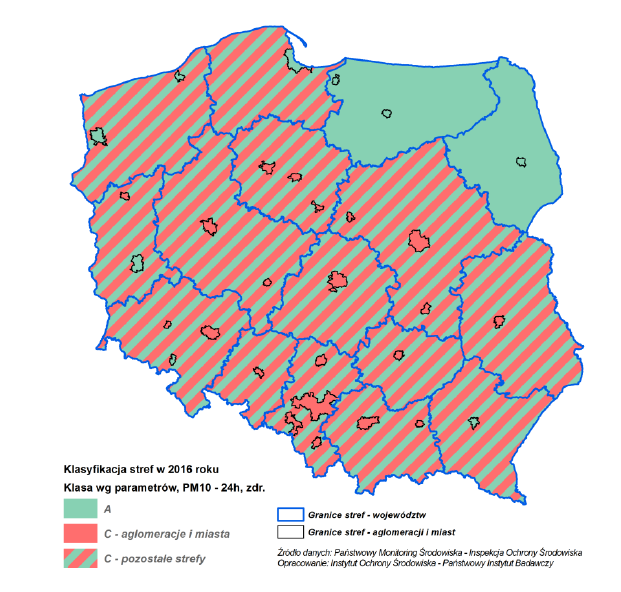 Klasyfikacja stref w 2016 roku
Klasa wg parametrów, PM10 - 24h, zdr.
A
C - aglomeracje i miasta
C - pozostałe strefy
Granice stref - województw
Granice stref - aglomeracji i miast
Źródło danych: Państwowy Monitoring Środowiska - Inspekcja Ochrony Środowiska
Opracowanie: Instytut Ochrony Środowiska - Państwowy Instytut Badawczy